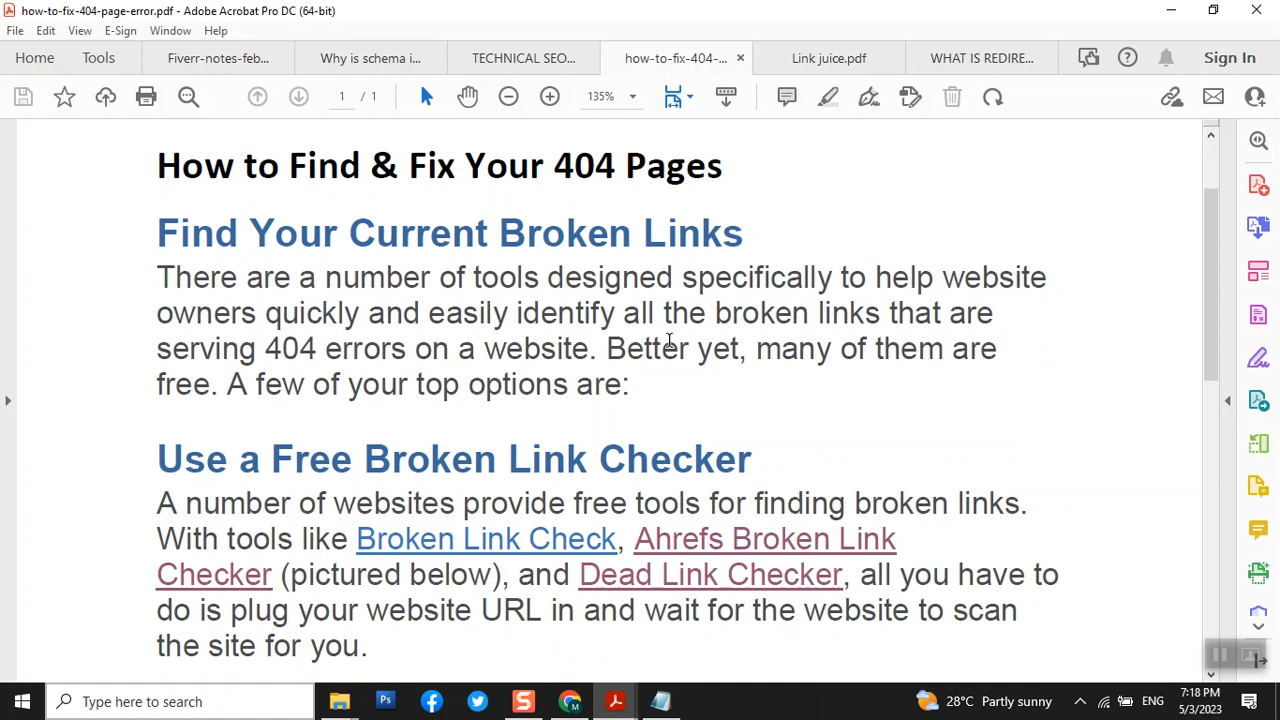 how-to-fix-404-page-error.pdf - Adobe Acrobat Pro DC (64-bit)
File Edit View E-Sign Window Help
Home Tools Fiverr-notes-feb... Why is schema i... TECHNICAL SEO... how-to-fix-404-... × Link juice.pdf WHAT IS REDIRE... Sign In
1 / 1 135%
How to Find & Fix Your 404 Pages
Find Your Current Broken Links
There are a number of tools designed specifically to help website
owners quickly and easily identify all the broken links that are
serving 404 errors on a website. Better yet, many of them are
free. A few of your top options are:
Use a Free Broken Link Checker
A number of websites provide free tools for finding broken links.
With tools like Broken Link Check, Ahrefs Broken Link
Checker (pictured below), and Dead Link Checker, all you have to
do is plug your website URL in and wait for the website to scan
the site for you.
Type here to search
Ps
28°C Partly sunny
ENG
7:18 PM
5/3/2023